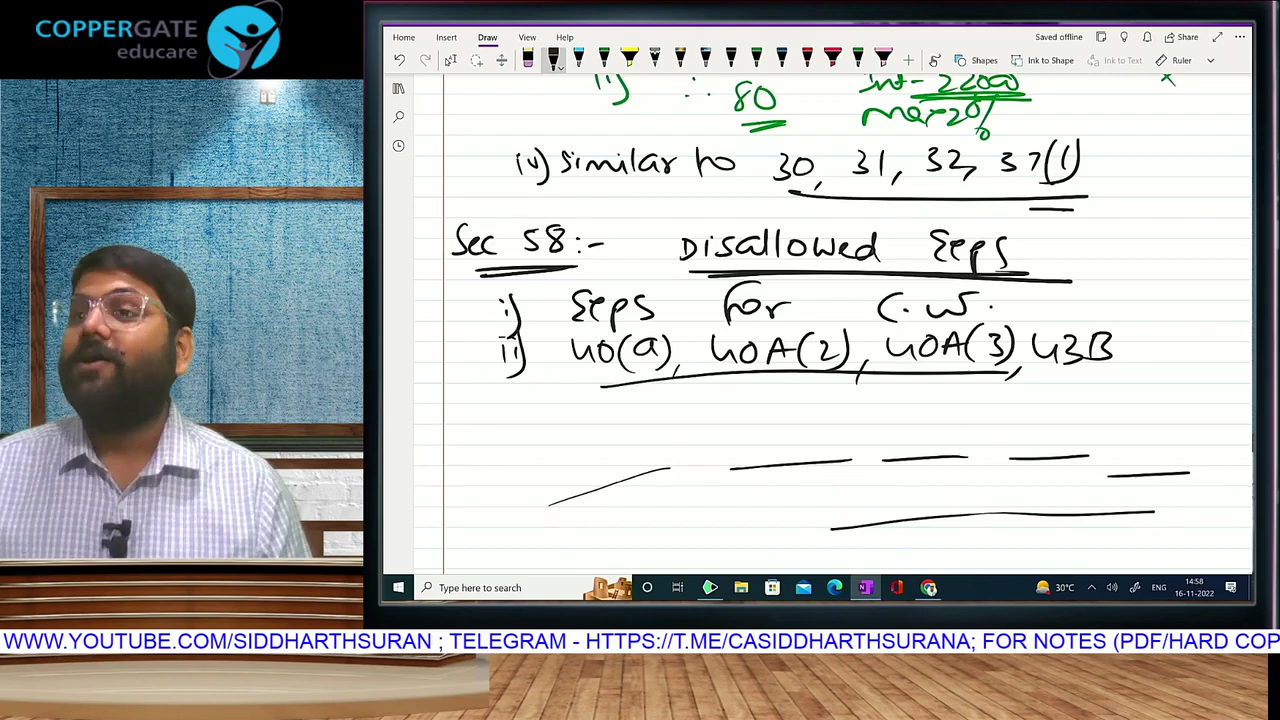 COPPERGATE
educare
Home Insert Draw View Help
Saved offline
Share
Shapes
Ink to Shape
Ink to Text
Ruler
ii) ∴ 80
Int - 22000
max 20%
x
iv) Similar to 30, 31, 32, 37(1)
Sec 58:- Disallowed Exps
i) Exps for C.W.
ii) 40(a), 40A(2), 40A(3), 43B
Type here to search
30°C
ENG
14:58
16-11-2022
WWW.YOUTUBE.COM/SIDDHARTHSURAN ; TELEGRAM - HTTPS://T.ME/CASIDDHARTHSURANA; FOR NOTES (PDF/HARD COP